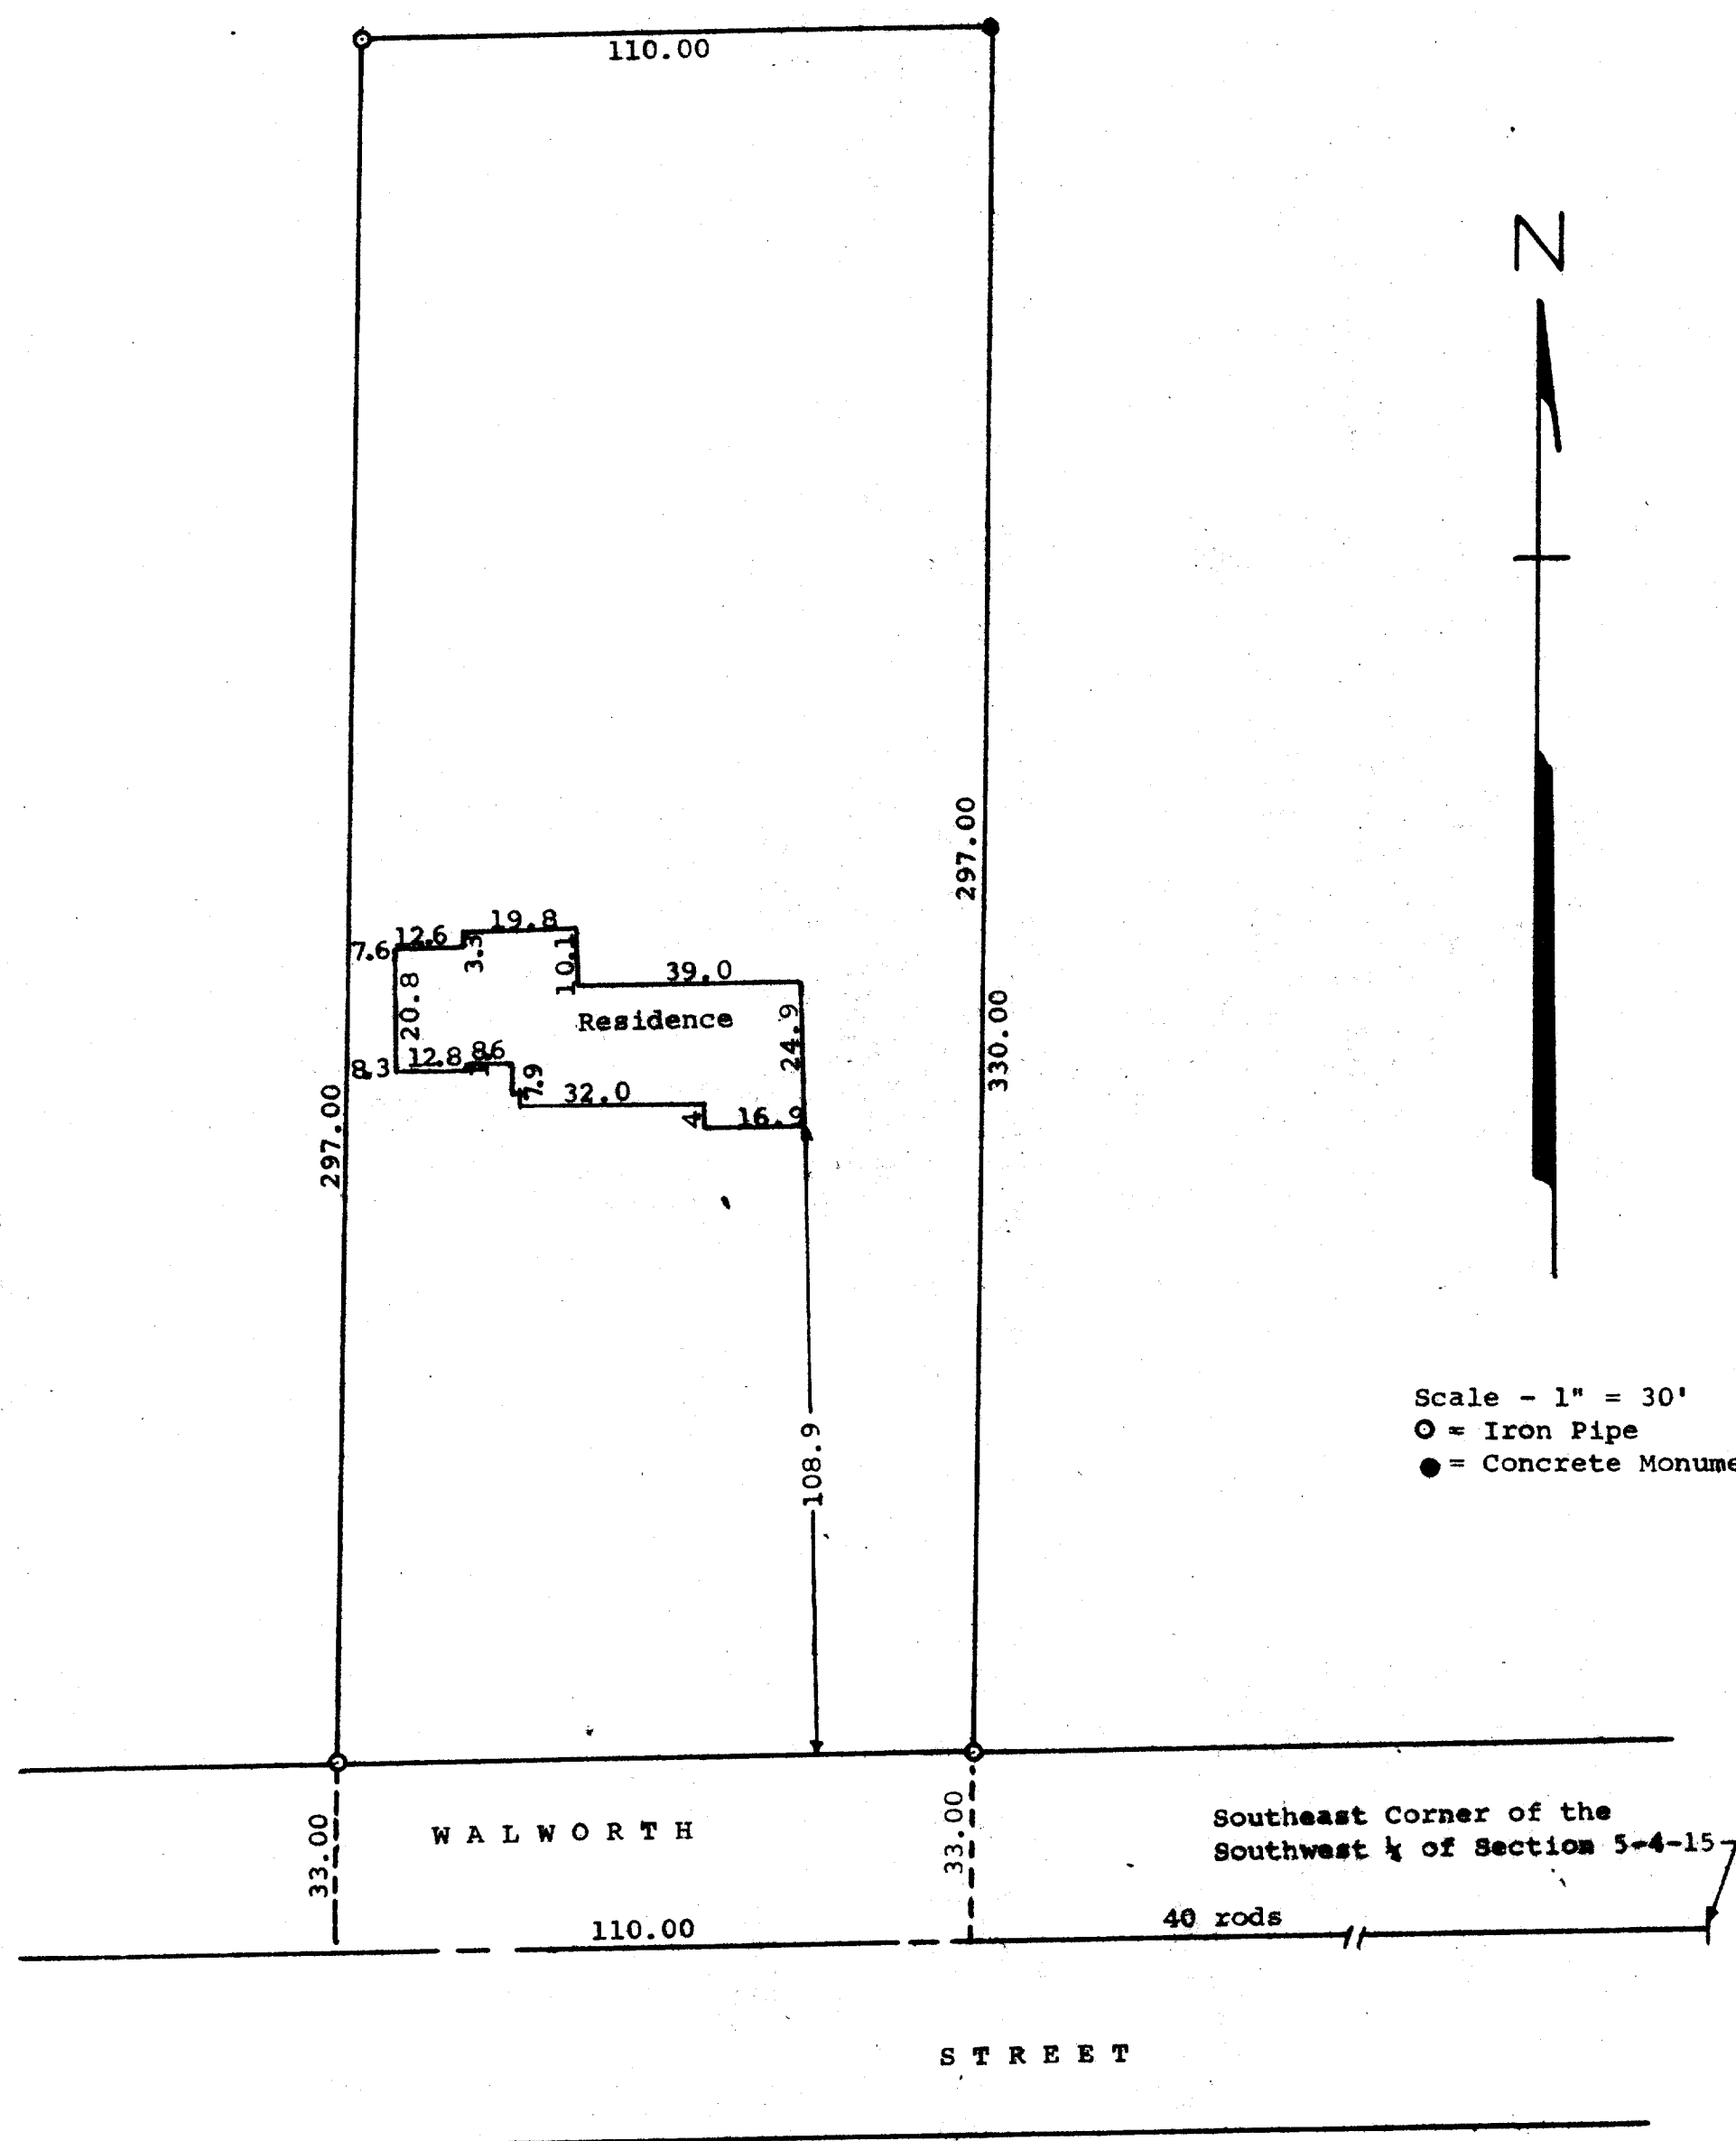 110.00
N
297.00
19.8
12.6
7.6
3.3
10.1
39.0
20.8
Residence
24.9
330.00
8.6
12.8
8.3
7.9
32.0
297.00
4
16.9
Scale - 1" = 30'
= Iron Pipe
108.9
= Concrete Monume
33.00
33.00
Southeast Corner of the
WALWORTH
Southwest ¼ of Section 5-4-15
40 rods
110.00
STREET